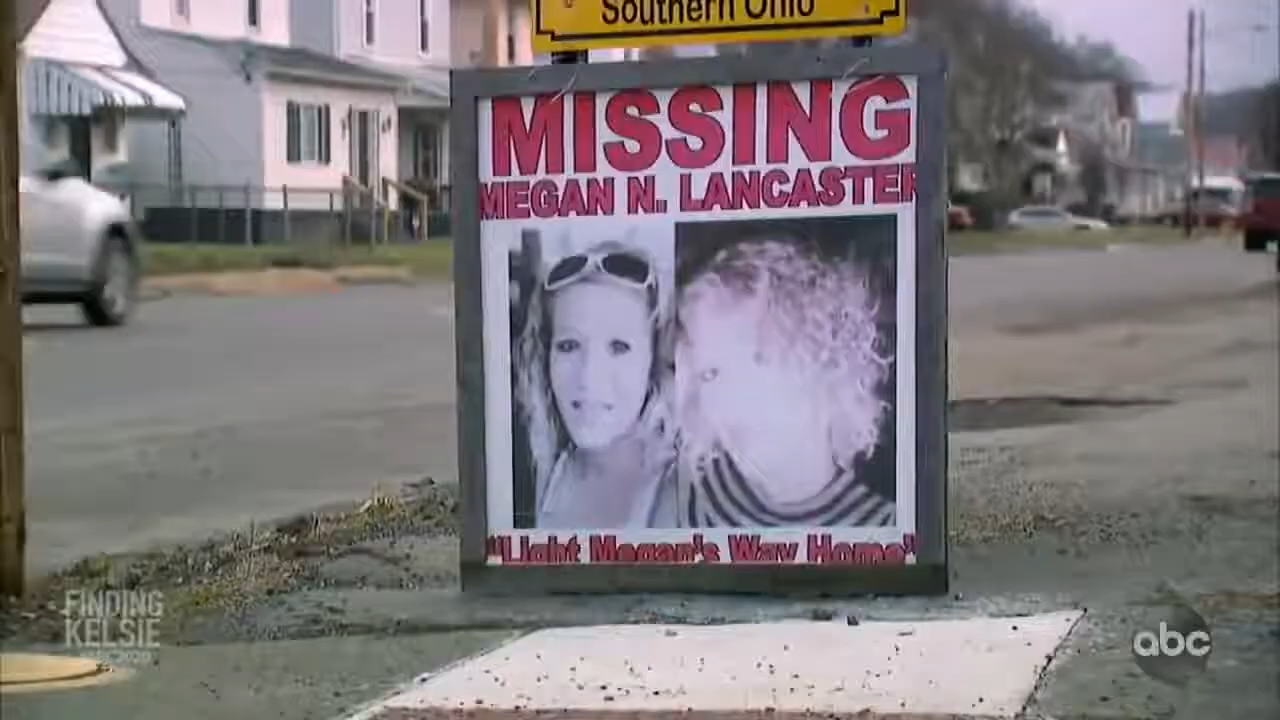 Southern Ohio
MISSING
MEGAN N. LANCASTER
"Light Megan's Way Home"
FINDING
KELSIE
abc